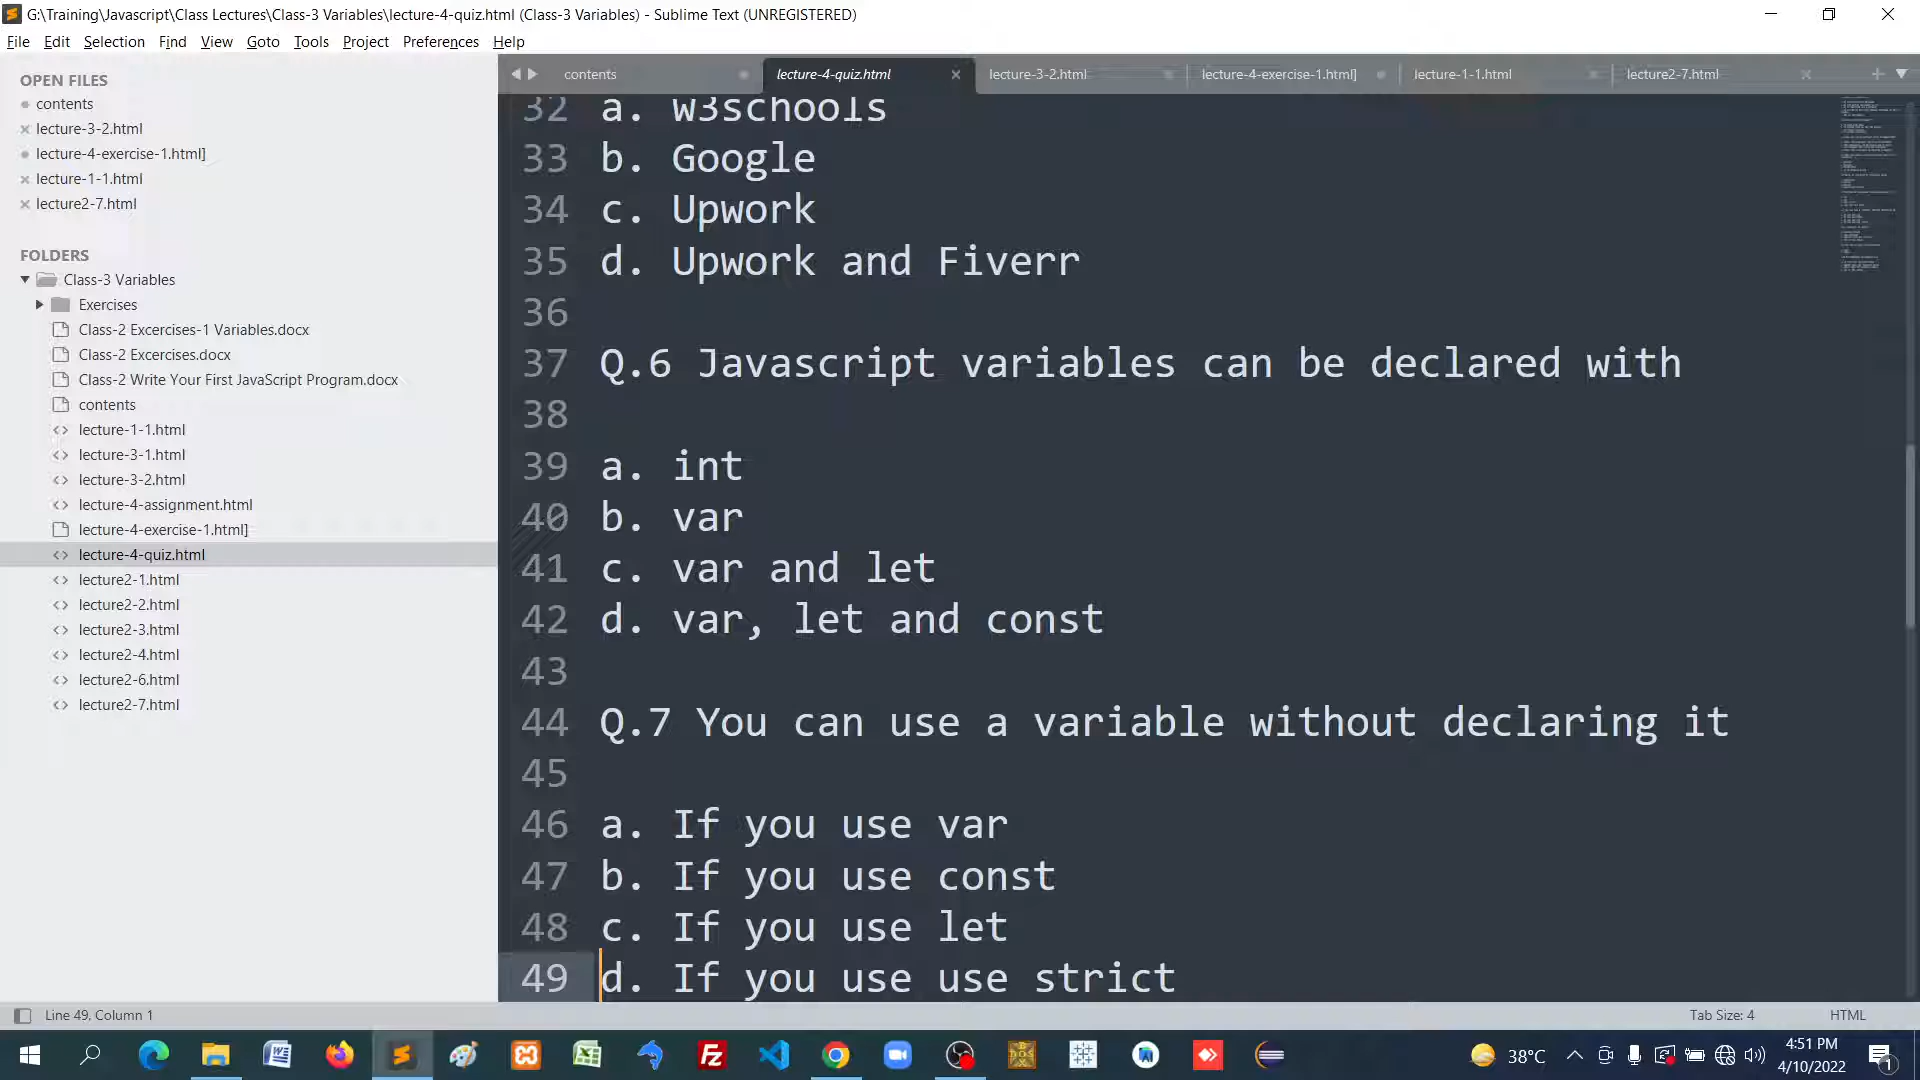 G:\Training\Javascript\Class Lectures\Class-3 Variables\lecture-4-quiz.html (Class-3 Variables) - Sublime Text (UNREGISTERED)
File Edit Selection Find View Goto Tools Project Preferences Help
OPEN FILES
contents
lecture-3-2.html
lecture-4-exercise-1.html]
lecture-1-1.html
lecture2-7.html
FOLDERS
Class-3 Variables
Exercises
Class-2 Excercises-1 Variables.docx
Class-2 Excercises.docx
Class-2 Write Your First JavaScript Program.docx
contents
lecture-1-1.html
lecture-3-1.html
lecture-3-2.html
lecture-4-assignment.html
lecture-4-exercise-1.html]
lecture-4-quiz.html
lecture2-1.html
lecture2-2.html
lecture2-3.html
lecture2-4.html
lecture2-6.html
lecture2-7.html
contents lecture-4-quiz.html lecture-3-2.html lecture-4-exercise-1.html] lecture-1-1.html lecture2-7.html
32 a. w3schools
33 b. Google
34 c. Upwork
35 d. Upwork and Fiverr
36
37 Q.6 Javascript variables can be declared with
38
39 a. int
40 b. var
41 c. var and let
42 d. var, let and const
43
44 Q.7 You can use a variable without declaring it
45
46 a. If you use var
47 b. If you use const
48 c. If you use let
49 d. If you use use strict
Line 49, Column 1 Tab Size: 4 HTML
38°C 4:51 PM
4/10/2022 1